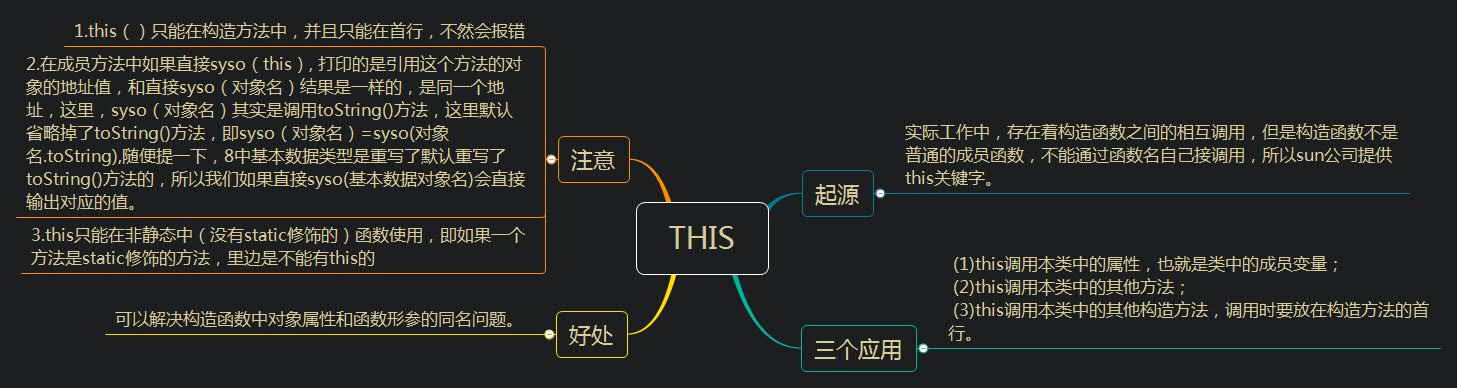 1.this（ ）只能在构造方法中，并且只能在首行，不然会报错
2.在成员方法中如果直接syso（this）, 打印的是引用这个方法的对
象的地址值，和直接syso（对象名）结果是一样的，是同一个地
址，这里，syso（对象名）其实是调用toString()方法，这里默认
省略掉了toString()方法，即syso（对象名）=syso(对象
名.toString),随便提一下，8中基本数据类型是重写了默认重写了
toString()方法的，所以我们如果直接syso(基本数据对象名)会直接
输出对应的值。
3.this只能在非静态中（没有static修饰的）函数使用，即如果一个
方法是static修饰的方法，里边是不能有this的
注意
可以解决构造函数中对象属性和函数形参的同名问题。
好处
THIS
起源
实际工作中，存在着构造函数之间的相互调用，但是构造函数不是
普通的成员函数，不能通过函数名自己接调用，所以sun公司提供
this关键字。
三个应用
(1)this调用本类中的属性，也就是类中的成员变量；
(2)this调用本类中的其他方法；
(3)this调用本类中的其他构造方法，调用时要放在构造方法的首
行。